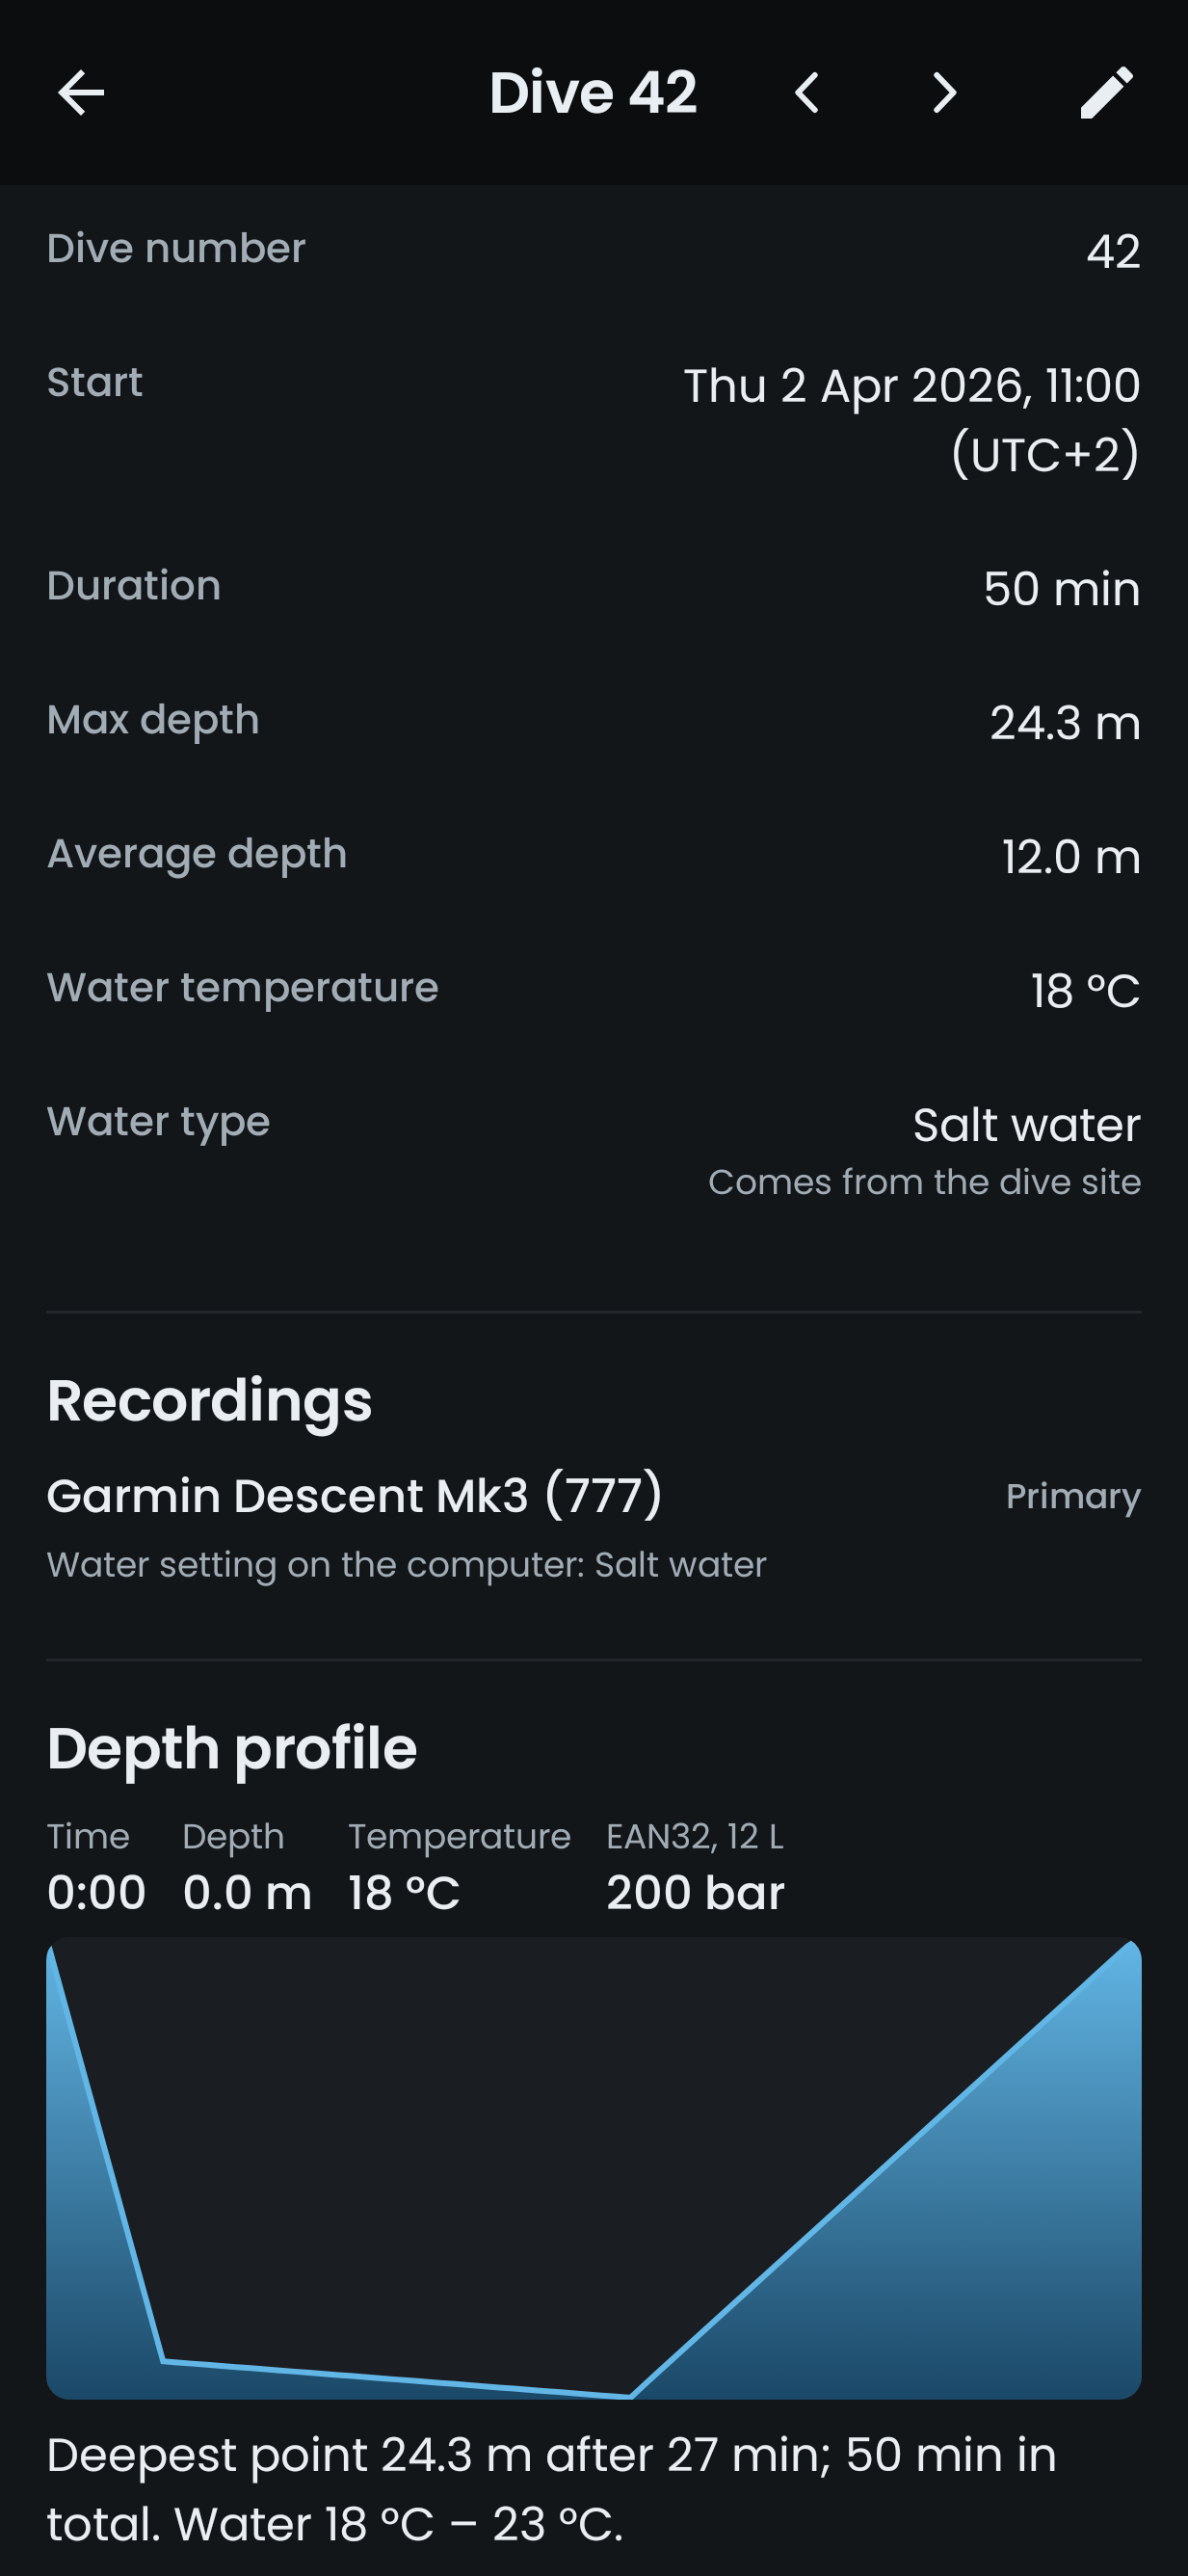 Dive 42
Dive number
42
Start
Thu 2 Apr 2026, 11:00
(UTC+2)
Duration
50 min
Max depth
24.3 m
Average depth
12.0 m
Water temperature
18 °C
Water type
Salt water
Comes from the dive site
Recordings
Garmin Descent Mk3 (777)
Primary
Water setting on the computer: Salt water
Depth profile
Time Depth Temperature EAN32, 12 L
0:00 0.0 m 18 °C 200 bar
Deepest point 24.3 m after 27 min; 50 min in
total. Water 18 °C – 23 °C.